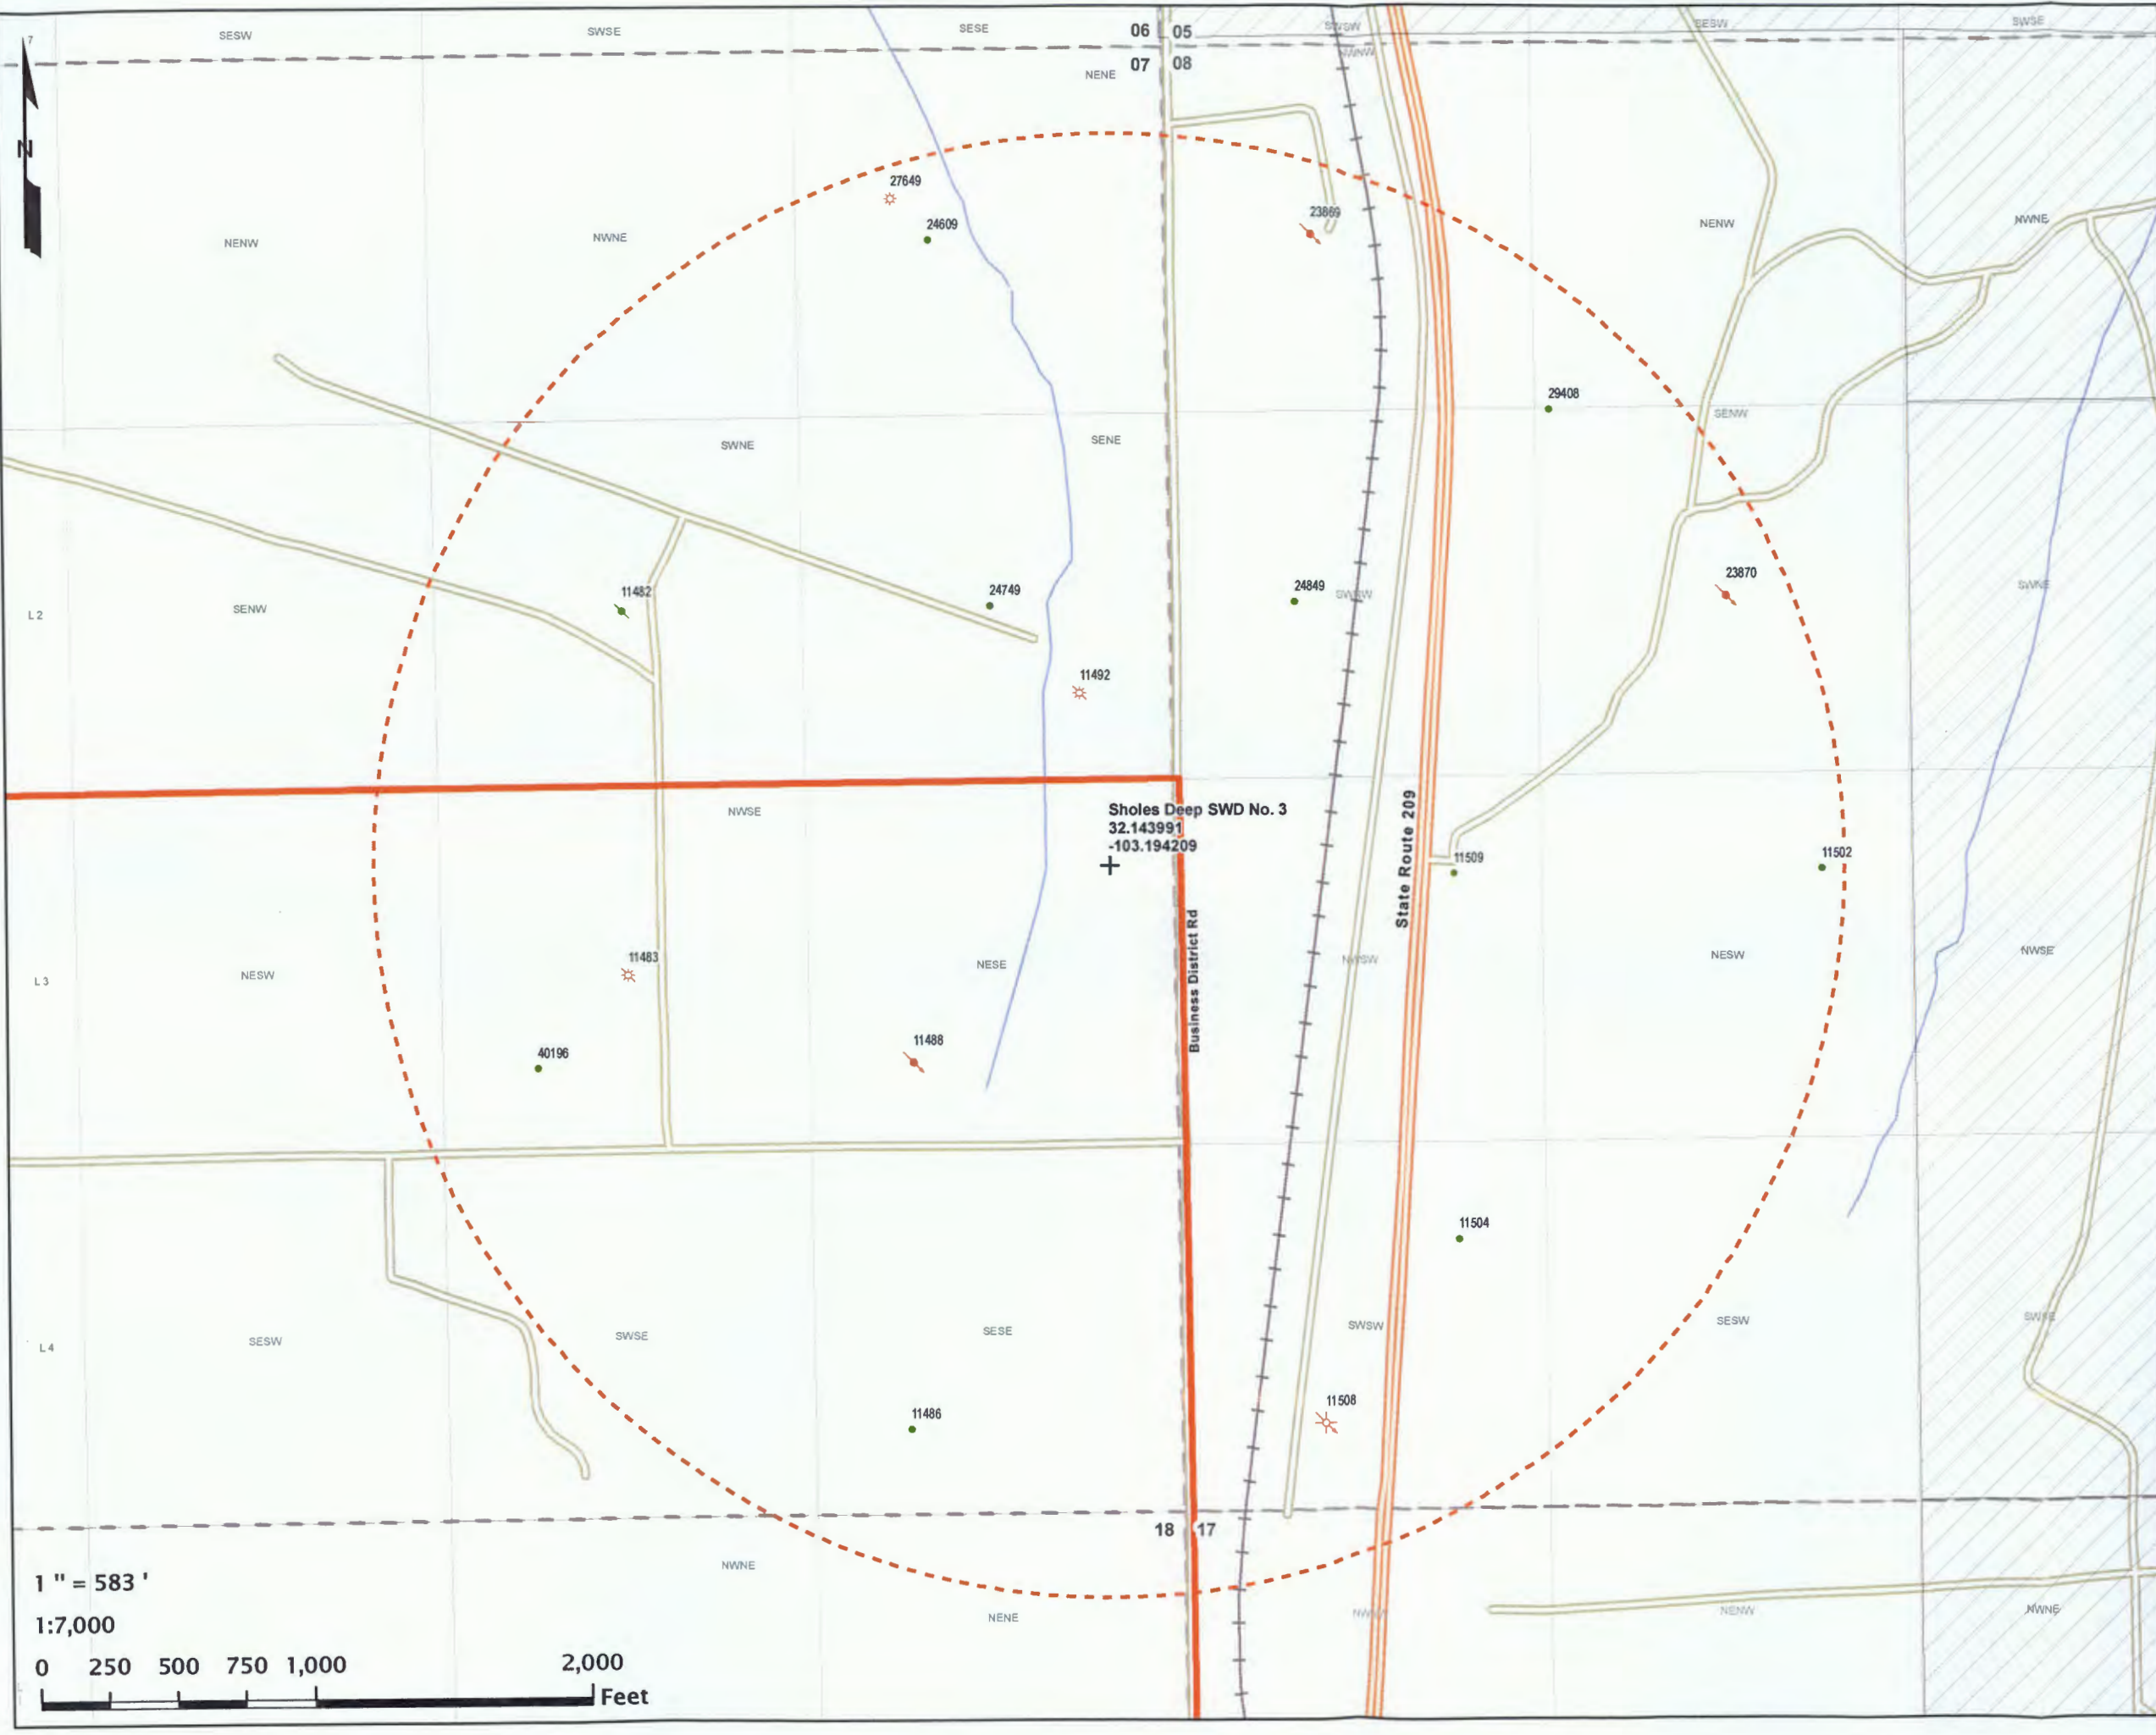 SESW
SWSE
SESE
06 05
SWSW
SESW
SWSE
7
07 08
NENE
NWNW
N
27649
24609
23869
NENW
NWNE
NENW
NWNE
29408
SENW
SWNE
SENE
11482
24749
24849
SWNW
23870
SWNE
L 2
SENW
11492
NWSE
Sholes Deep SWD No. 3
32.143991
-103.194209
State Route 209
11509
11502
Business District Rd
L 3
NESW
11483
NESE
NWSW
NESW
NWSE
40196
11488
11504
L 4
SESW
SWSE
SESE
SWSW
SESW
SWSE
11486
11508
18 17
NWNE
NENE
NENW
NWNE
1 " = 583 '
1:7,000
0 250 500 750 1,000 2,000
Feet